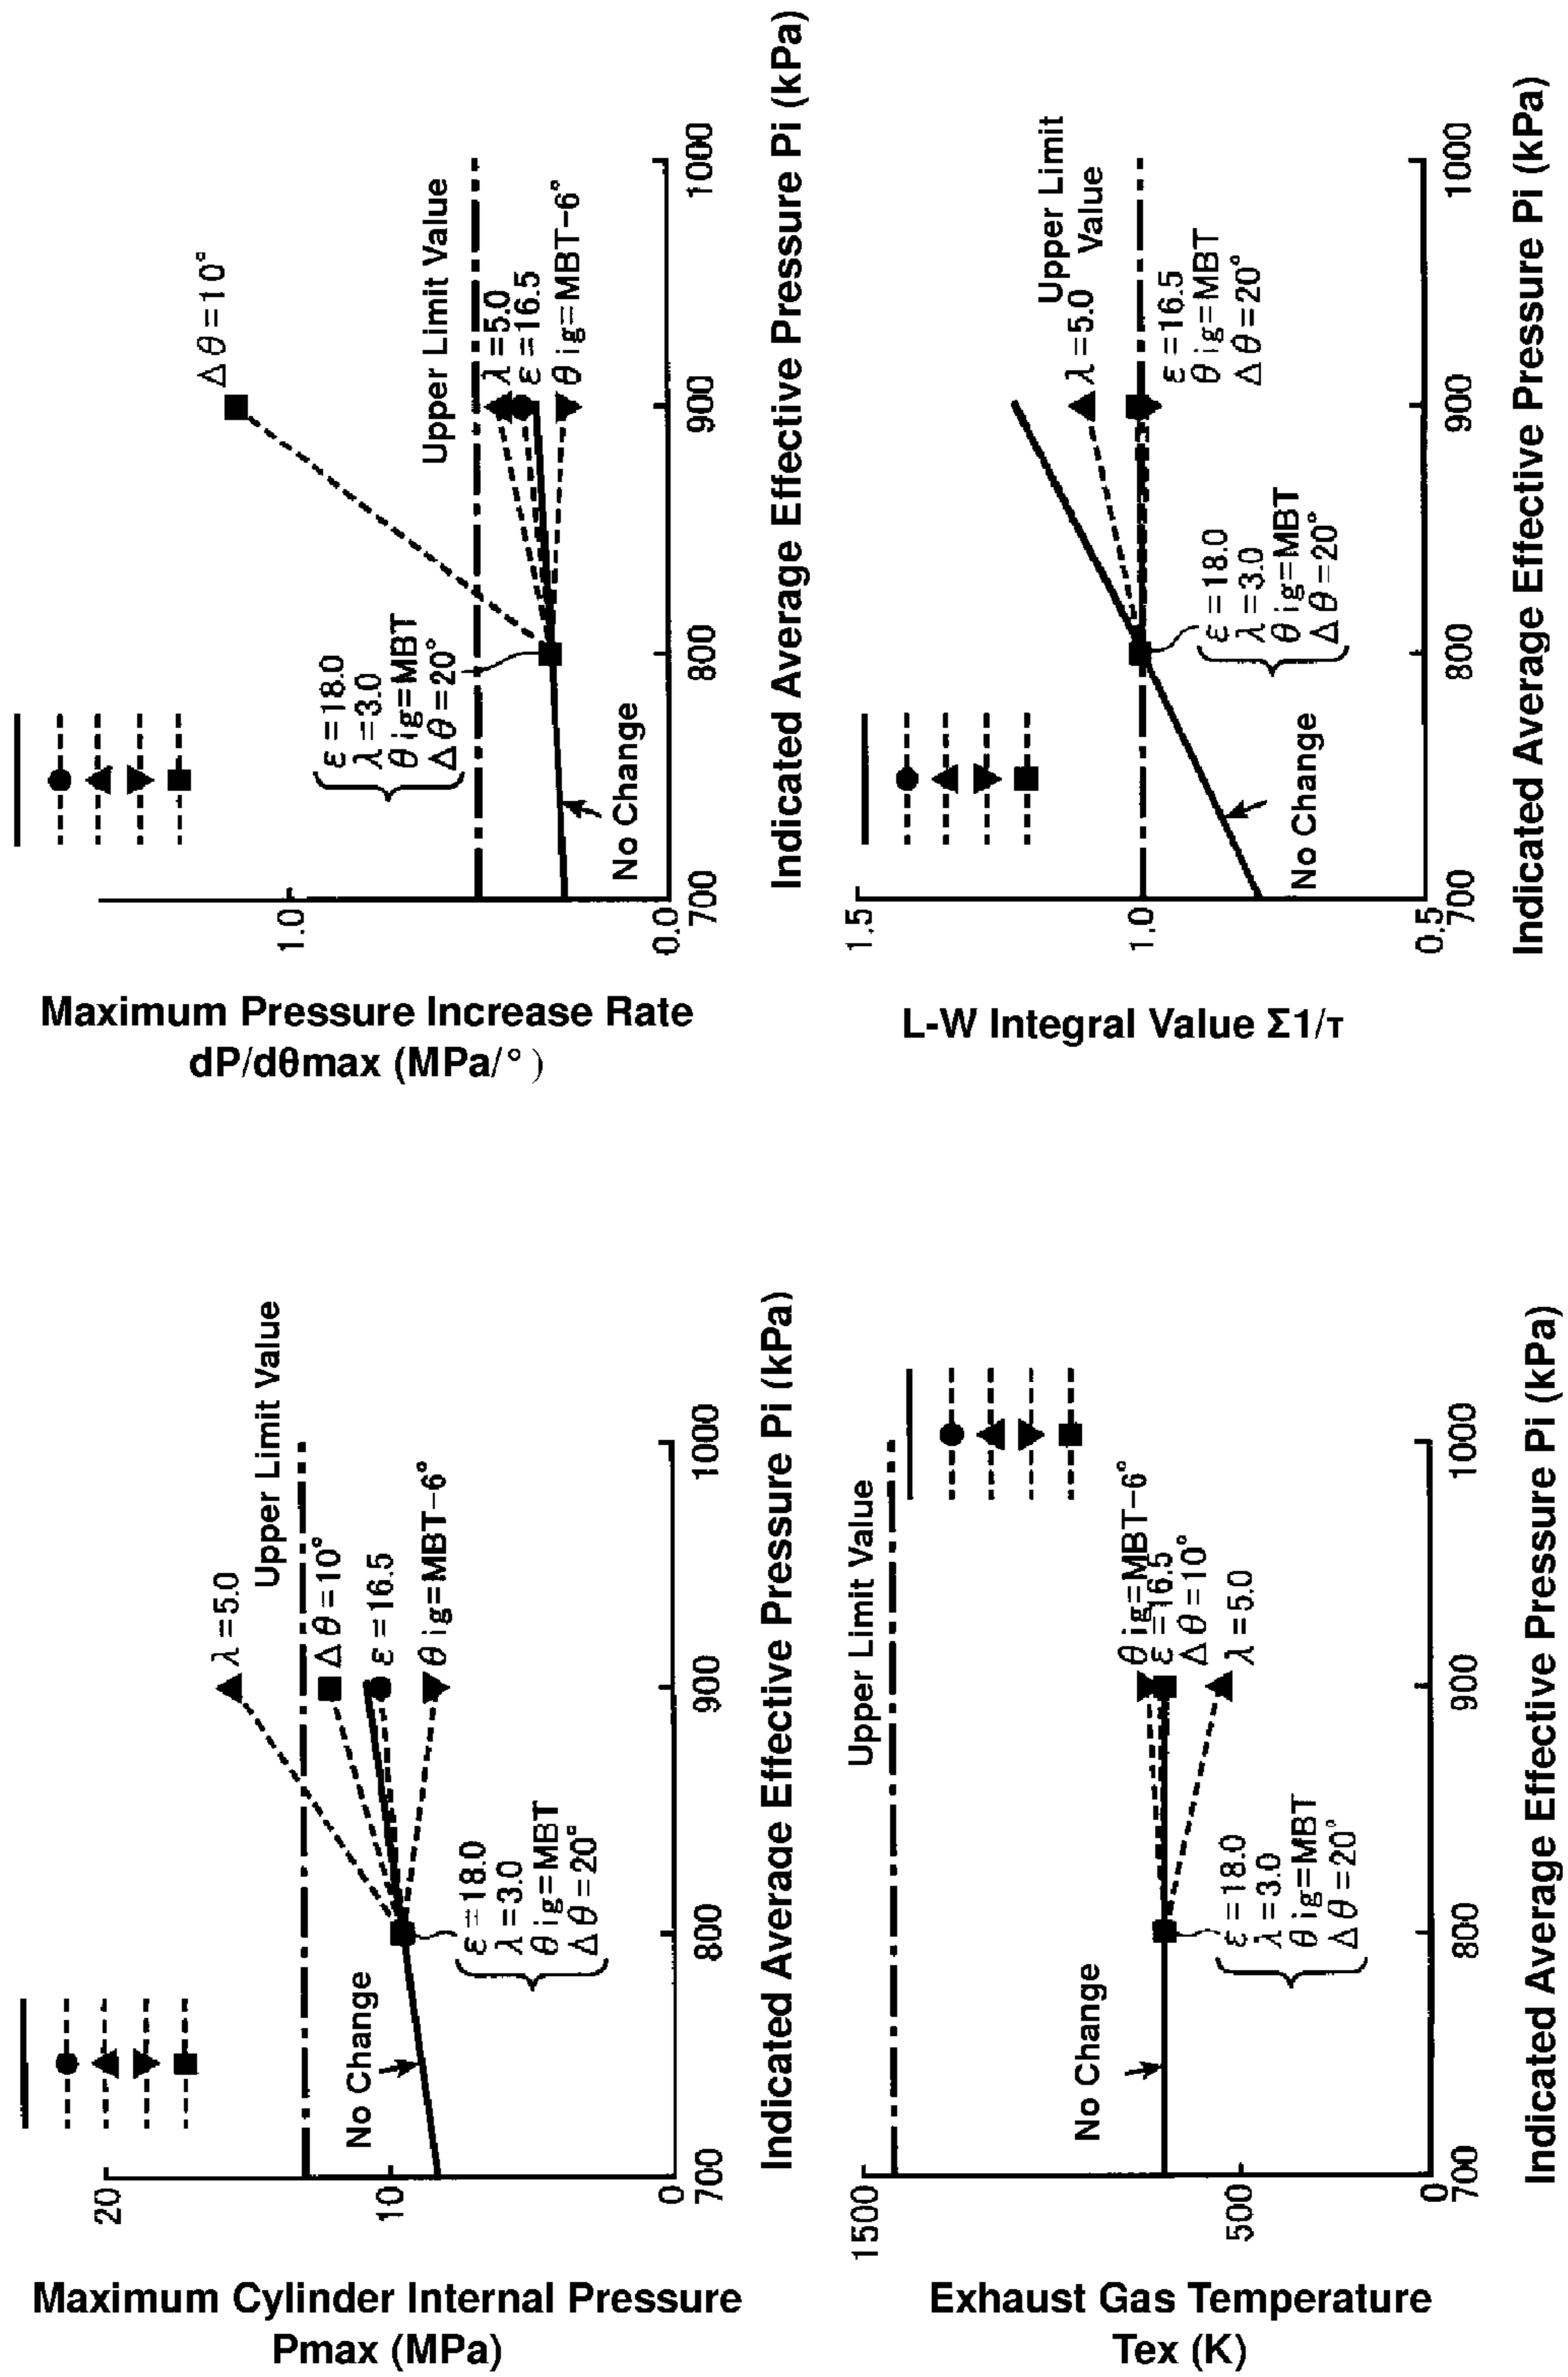 Maximum Cylinder Internal Pressure
Pmax (MPa)
20
10
0
700
800
900
1000
Indicated Average Effective Pressure Pi (kPa)
Upper Limit Value
No Change
λ=5.0
Δθ=10°
ε=16.5
θig=MBT-6°
ε=18.0
λ=3.0
θig=MBT
Δθ=20°
Maximum Pressure Increase Rate
dP/dθmax (MPa/°)
1.0
0.0
700
800
900
1000
Indicated Average Effective Pressure Pi (kPa)
Δθ=10°
Upper Limit Value
λ=5.0
ε=16.5
θig=MBT-6°
ε=18.0
λ=3.0
θig=MBT
Δθ=20°
No Change
Exhaust Gas Temperature
Tex (K)
1500
500
0
700
800
900
1000
Indicated Average Effective Pressure Pi (kPa)
Upper Limit Value
No Change
θig=MBT-6°
ε=16.5
Δθ=10°
λ=5.0
ε=18.0
λ=3.0
θig=MBT
Δθ=20°
L-W Integral Value Σ1/τ
1.5
1.0
0.5
700
800
900
1000
Indicated Average Effective Pressure Pi (kPa)
Upper Limit
Value
λ=5.0
ε=16.5
θig=MBT
Δθ=20°
ε=18.0
λ=3.0
θig=MBT
Δθ=20°
No Change